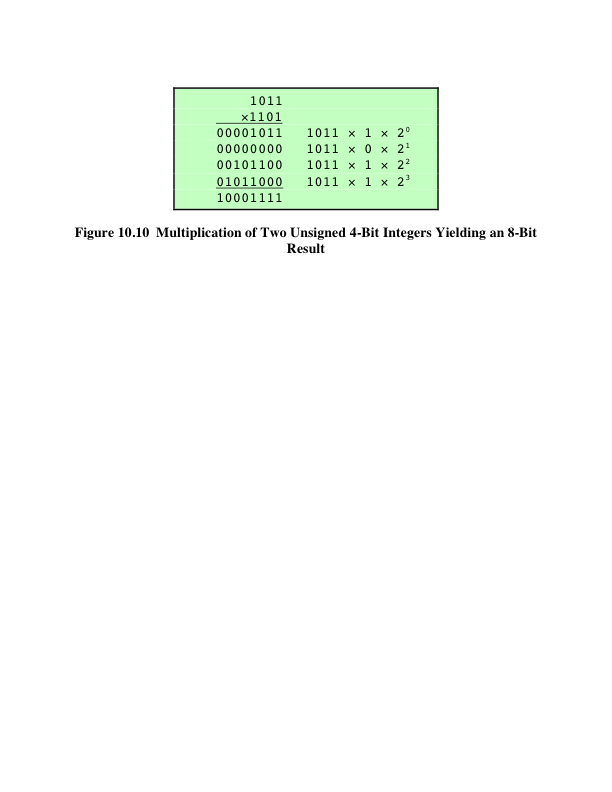 1011
×1101
00001011 1011 × 1 × 2⁰
00000000 1011 × 0 × 2¹
00101100 1011 × 1 × 2²
01011000 1011 × 1 × 2³
10001111
Figure 10.10 Multiplication of Two Unsigned 4-Bit Integers Yielding an 8-Bit
Result